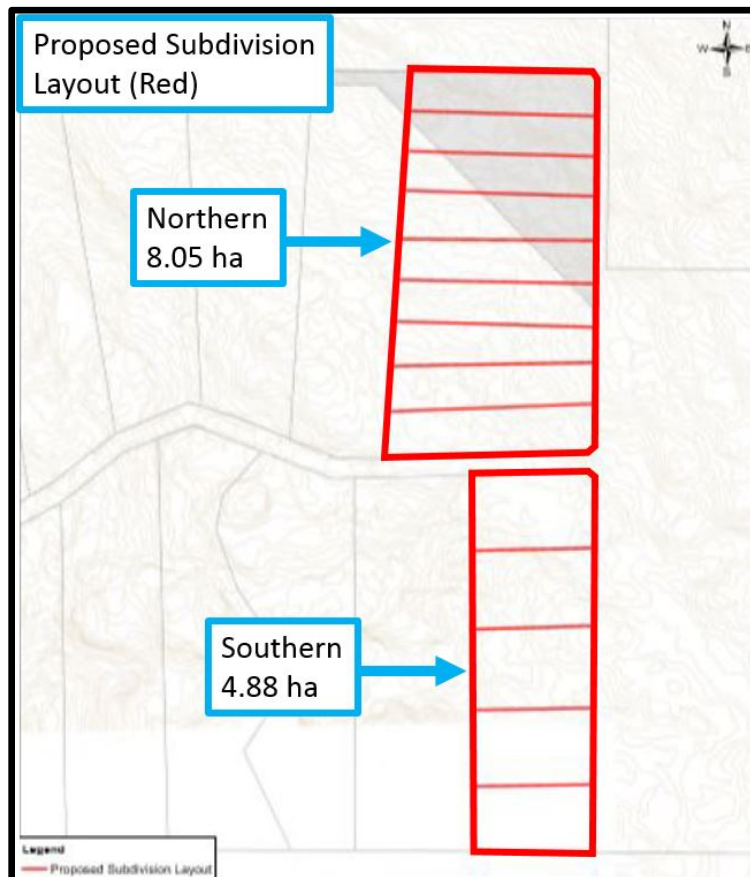 Proposed Subdivision
Layout (Red)
N
W
E
S
Northern
8.05 ha
Southern
4.88 ha
Legend
Proposed Subdivision Layout